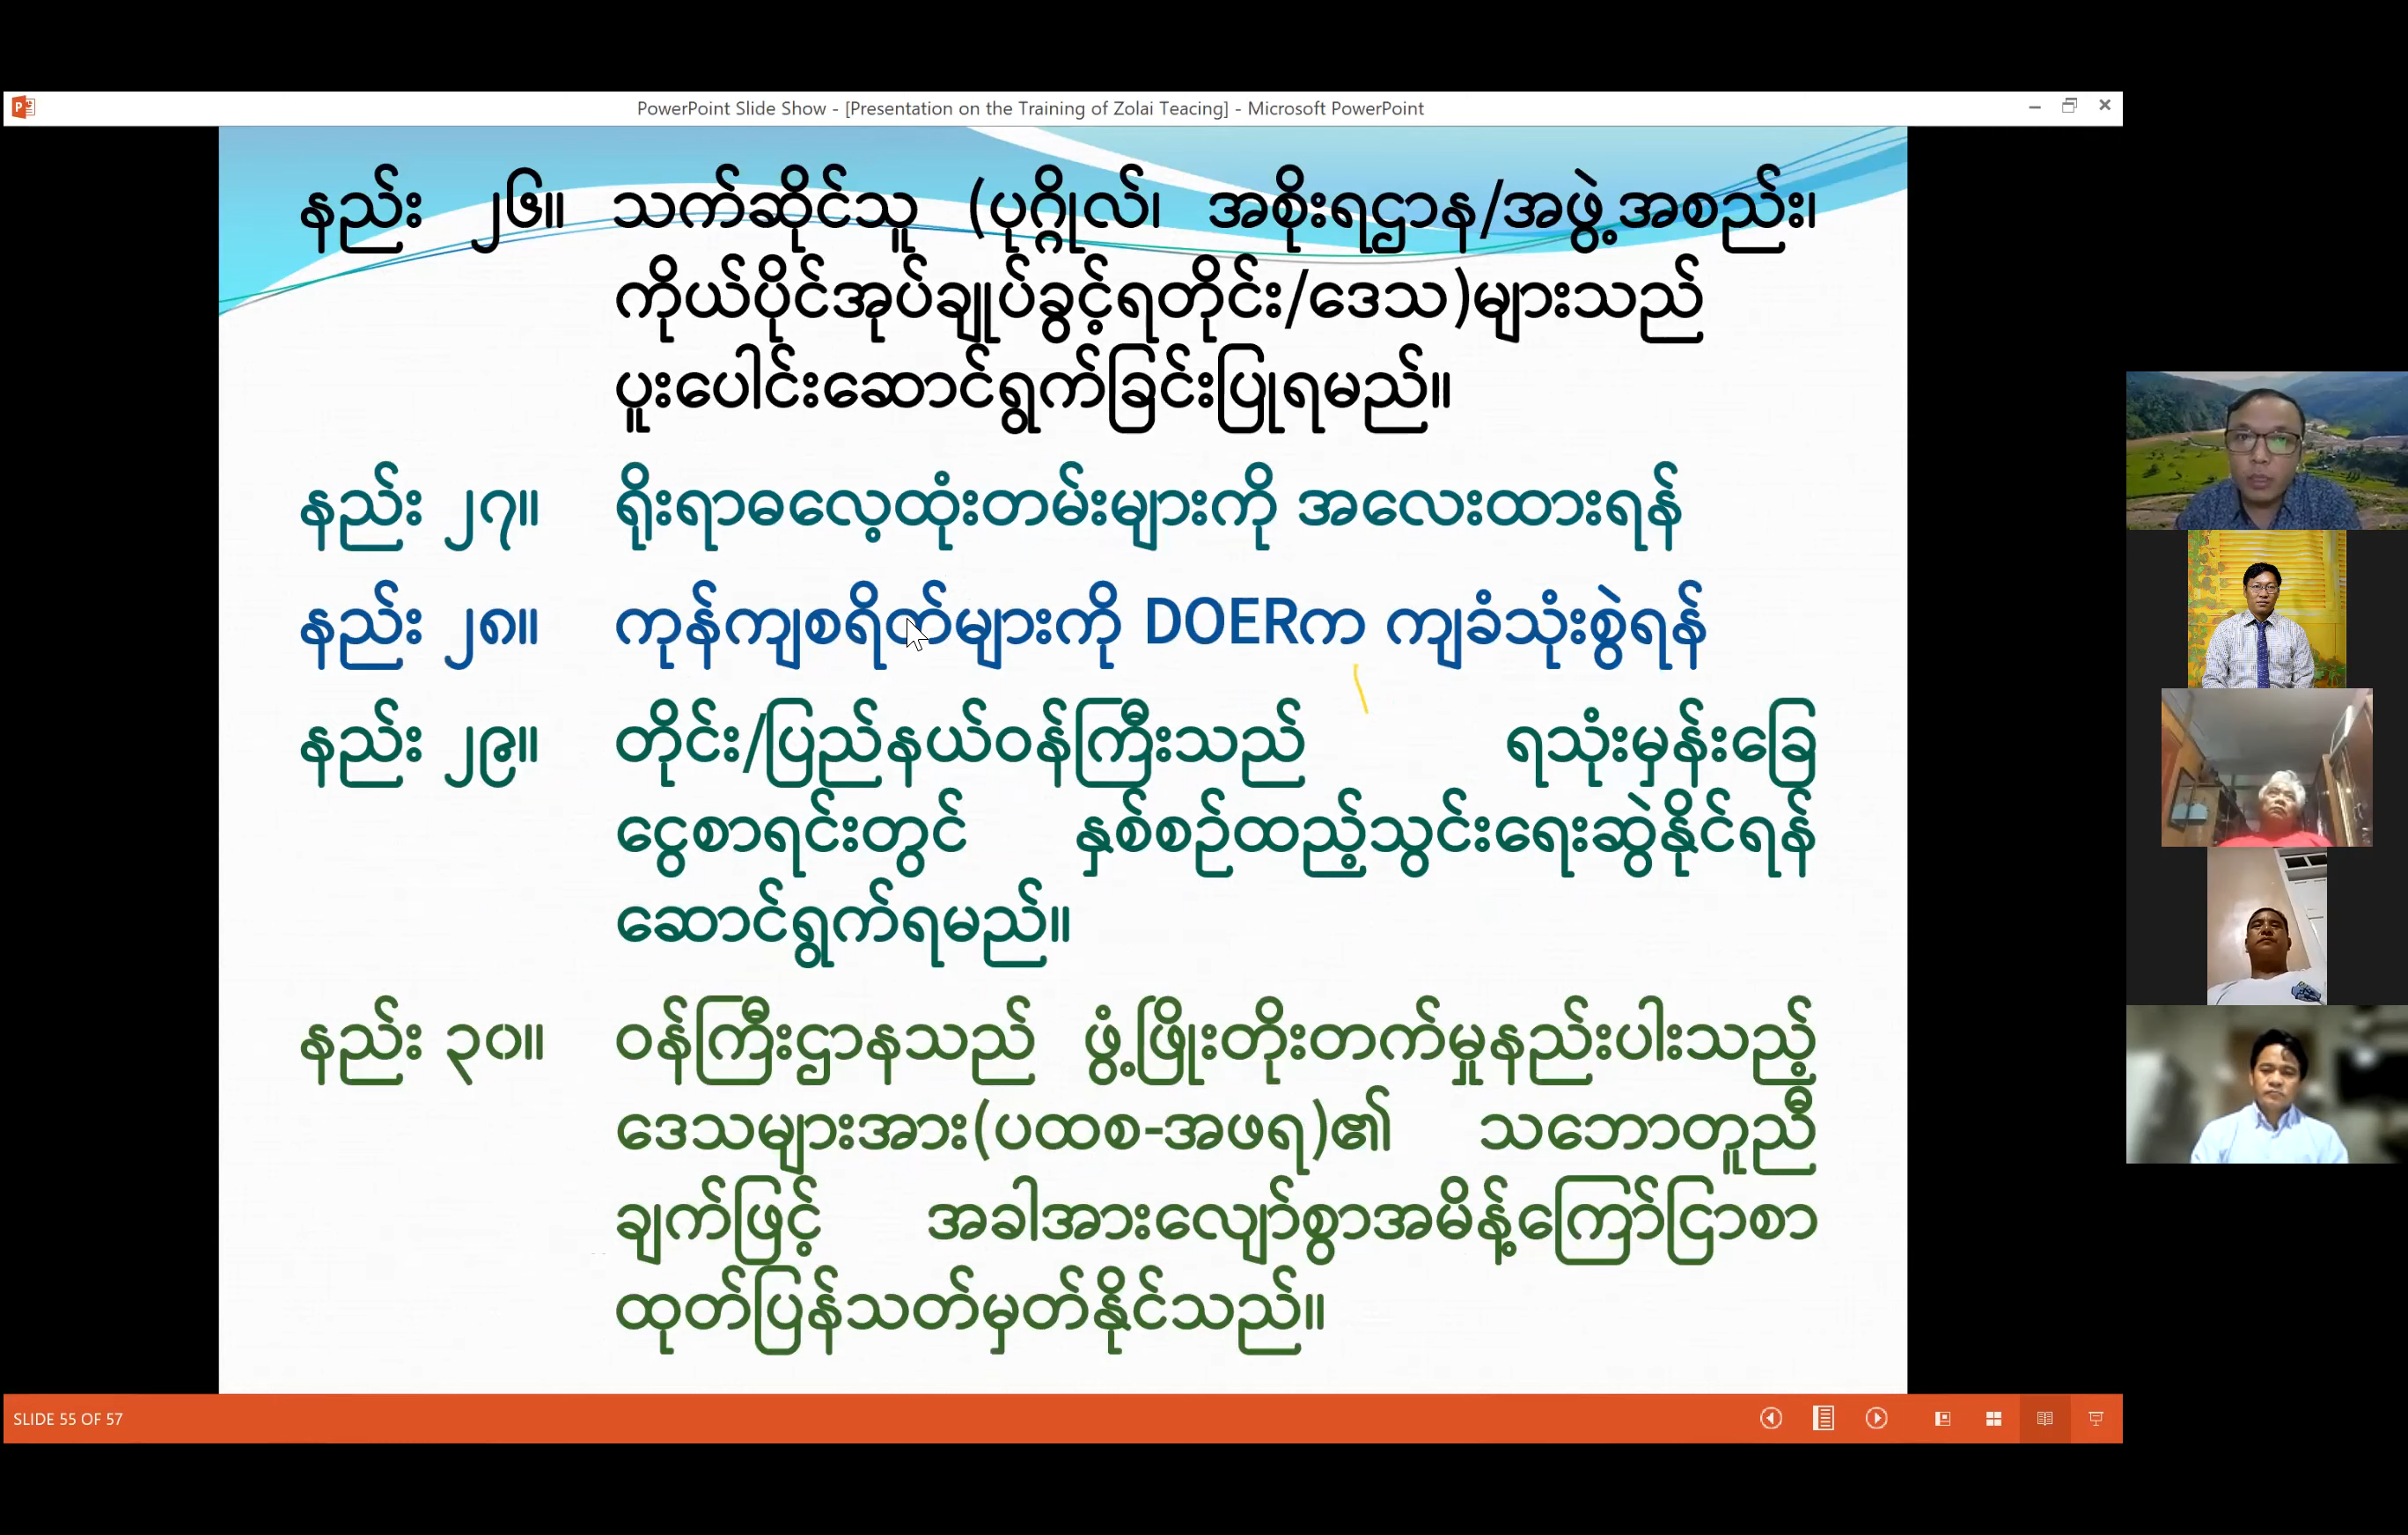 PowerPoint Slide Show - [Presentation on the Training of Zolai Teacing] - Microsoft PowerPoint
နည်း ၂၆။ သက်ဆိုင်သူ (ပုဂ္ဂိုလ်၊ အစိုးရဌာန/အဖွဲ့အစည်း၊
ကိုယ်ပိုင်အုပ်ချုပ်ခွင့်ရတိုင်း/ဒေသ)များသည်
ပူးပေါင်းဆောင်ရွက်ခြင်းပြုရမည်။
နည်း ၂၇။ ရိုးရာဓလေ့ထုံးတမ်းများကို အလေးထားရန်
နည်း ၂၈။ ကုန်ကျစရိတ်များကို DOERက ကျခံသုံးစွဲရန်
နည်း ၂၉။ တိုင်း/ပြည်နယ်ဝန်ကြီးသည် ရသုံးမှန်းခြေ
ငွေစာရင်းတွင် နှစ်စဉ်ထည့်သွင်းရေးဆွဲနိုင်ရန်
ဆောင်ရွက်ရမည်။
နည်း ၃၀။ ဝန်ကြီးဌာနသည် ဖွံ့ဖြိုးတိုးတက်မှုနည်းပါးသည့်
ဒေသများအား(ပထစ-အဖရ)၏ သဘောတူညီ
ချက်ဖြင့် အခါအားလျော်စွာအမိန့်ကြော်ငြာစာ
ထုတ်ပြန်သတ်မှတ်နိုင်သည်။
SLIDE 55 OF 57